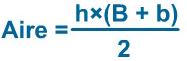 Aire = h×(B + b)
2